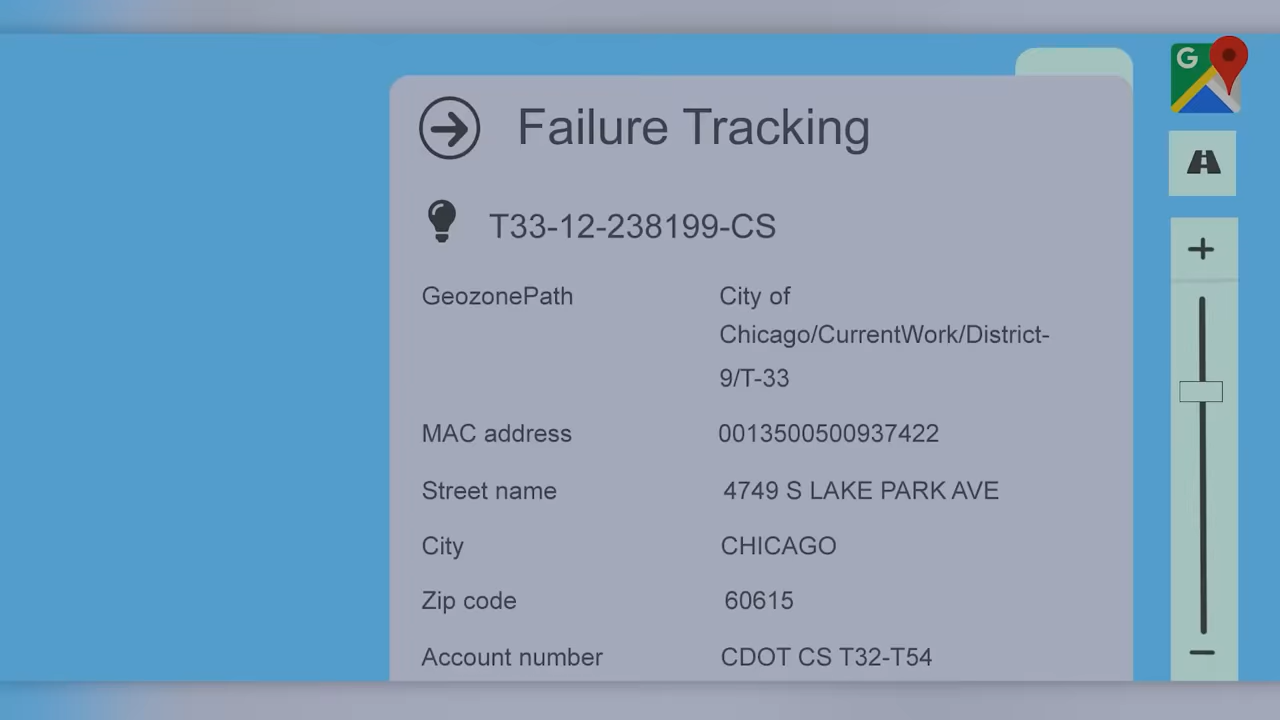 G
Failure Tracking
T33-12-238199-CS
GeozonePath City of
Chicago/CurrentWork/District-
9/T-33
MAC address 0013500500937422
Street name 4749 S LAKE PARK AVE
City CHICAGO
Zip code 60615
Account number CDOT CS T32-T54